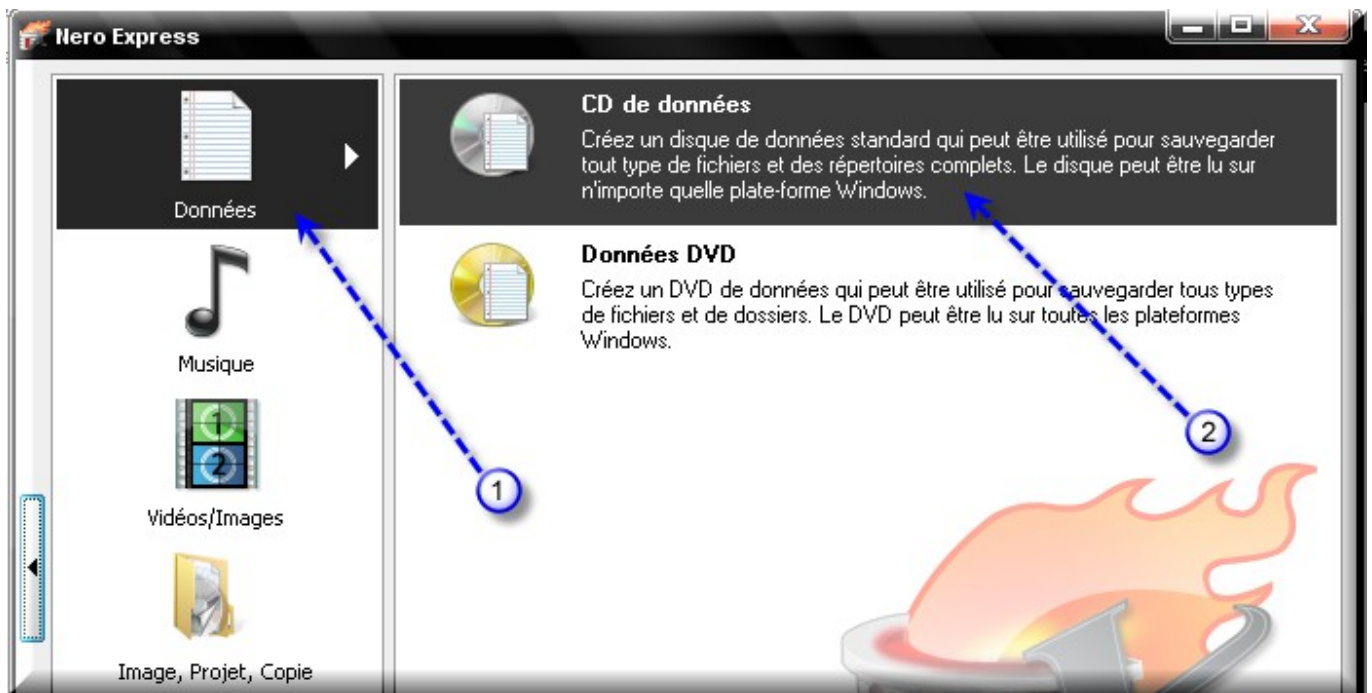 Nero Express
Données
Musique
1
2
Vidéos/Images
Image, Projet, Copie
CD de données
Créez un disque de données standard qui peut être utilisé pour sauvegarder
tout type de fichiers et des répertoires complets. Le disque peut être lu sur
n'importe quelle plate-forme Windows.
Données DVD
Créez un DVD de données qui peut être utilisé pour sauvegarder tous types
de fichiers et de dossiers. Le DVD peut être lu sur toutes les plateformes
Windows.
1
2